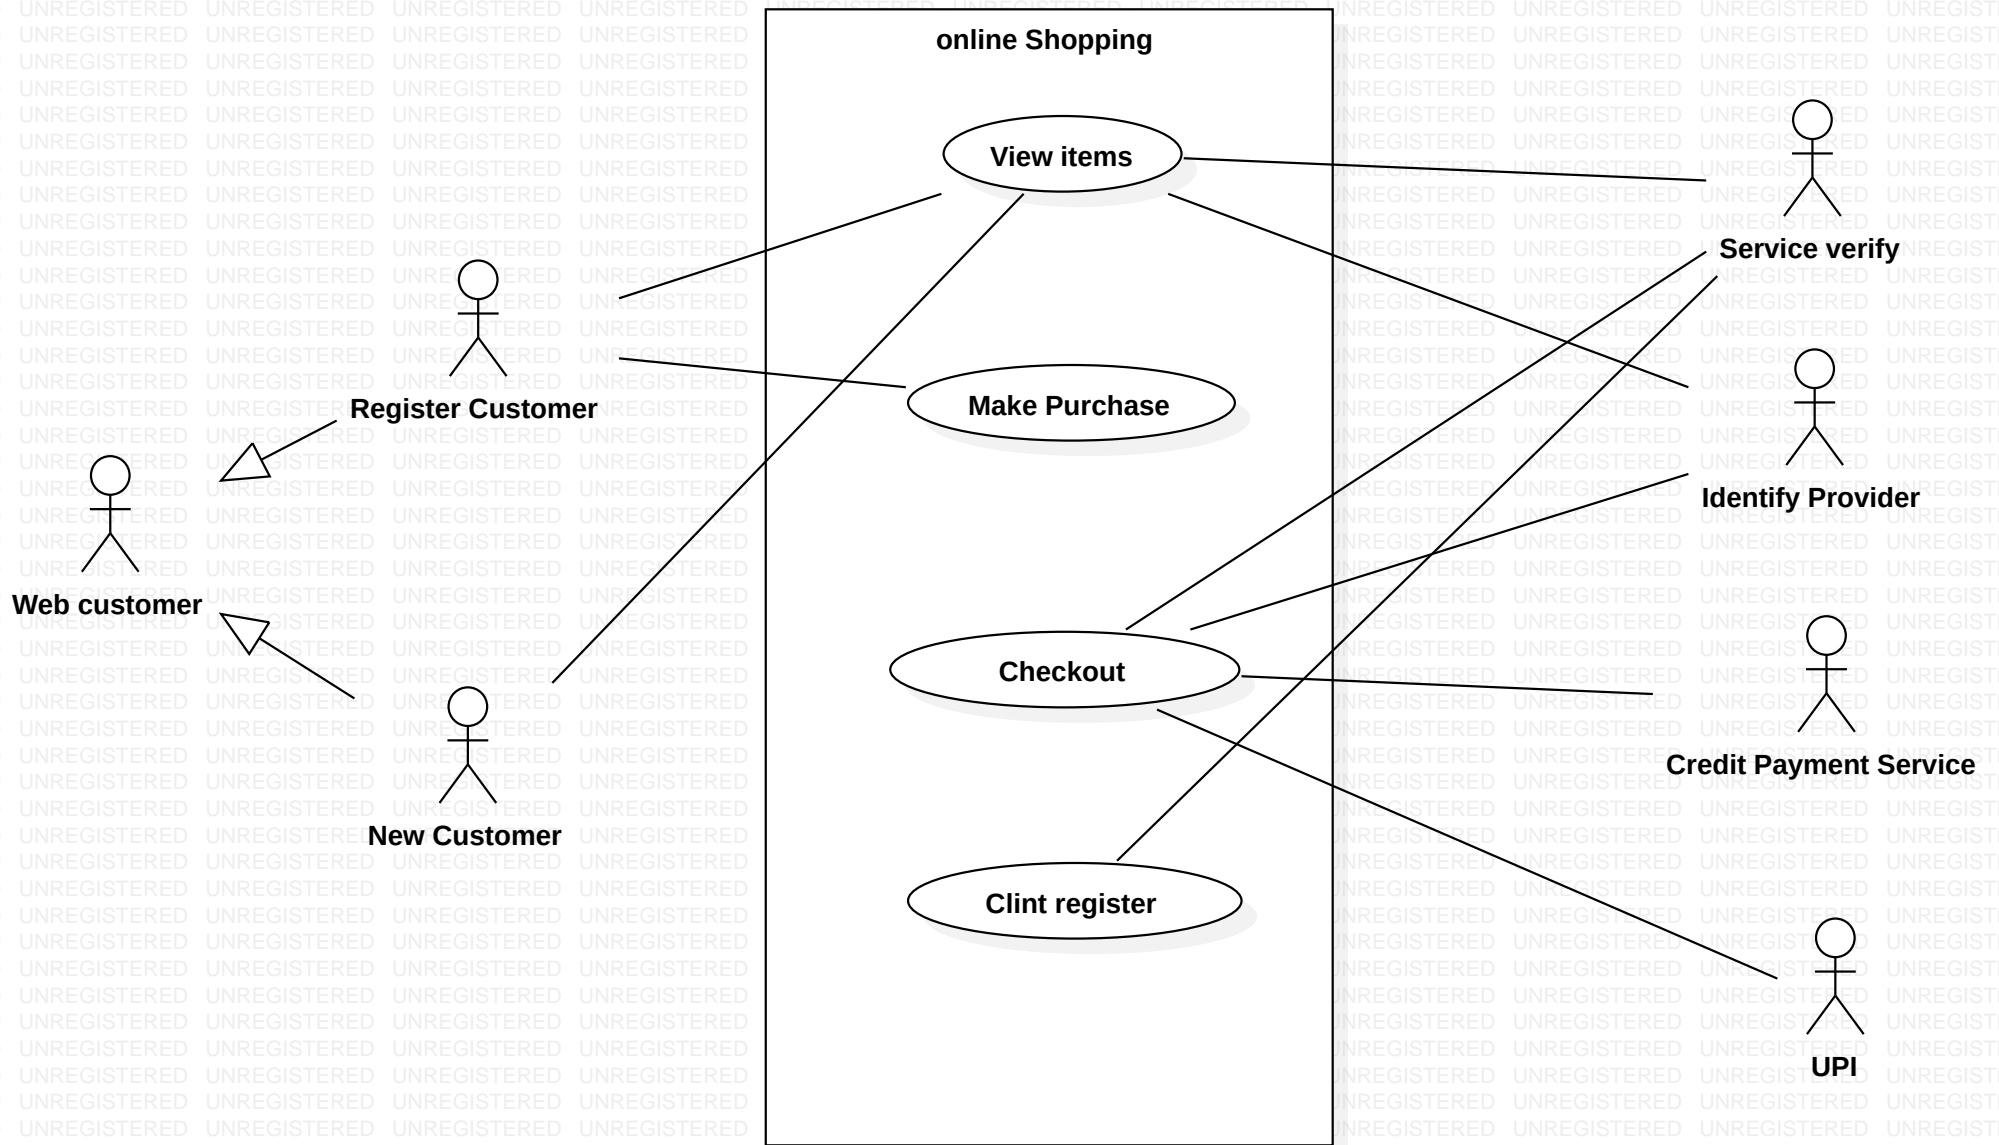 online Shopping
View items
Service verify
Register Customer
Make Purchase
Identify Provider
Web customer
Checkout
Credit Payment Service
New Customer
Clint register
UPI
UNREGISTERED